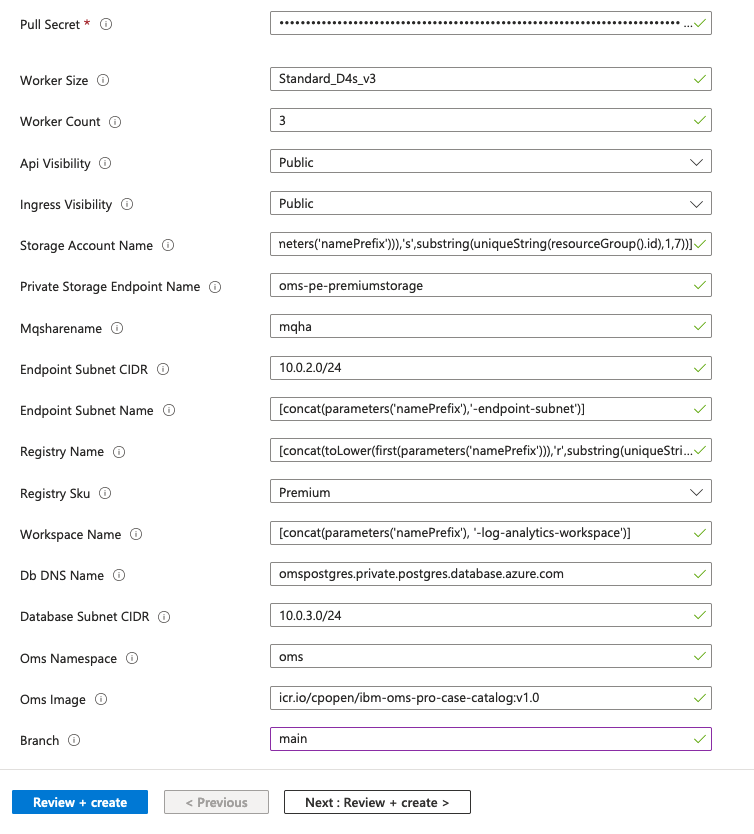 Pull Secret *
••••••••••••••••••••••••••••••••••••••••••••••••••••••••••••••••••••••••••• ...
Worker Size
Standard_D4s_v3
Worker Count
3
Api Visibility
Public
Ingress Visibility
Public
Storage Account Name
neters('namePrefix'))),'s',substring(uniqueString(resourceGroup().id),1,7))]
Private Storage Endpoint Name
oms-pe-premiumstorage
Mqsharename
mqha
Endpoint Subnet CIDR
10.0.2.0/24
Endpoint Subnet Name
[concat(parameters('namePrefix'),'-endpoint-subnet')]
Registry Name
[concat(toLower(first(parameters('namePrefix'))),'r',substring(uniqueStri...
Registry Sku
Premium
Workspace Name
[concat(parameters('namePrefix'), '-log-analytics-workspace')]
Db DNS Name
omspostgres.private.postgres.database.azure.com
Database Subnet CIDR
10.0.3.0/24
Oms Namespace
oms
Oms Image
icr.io/cpopen/ibm-oms-pro-case-catalog:v1.0
Branch
main
Review + create
< Previous
Next : Review + create >